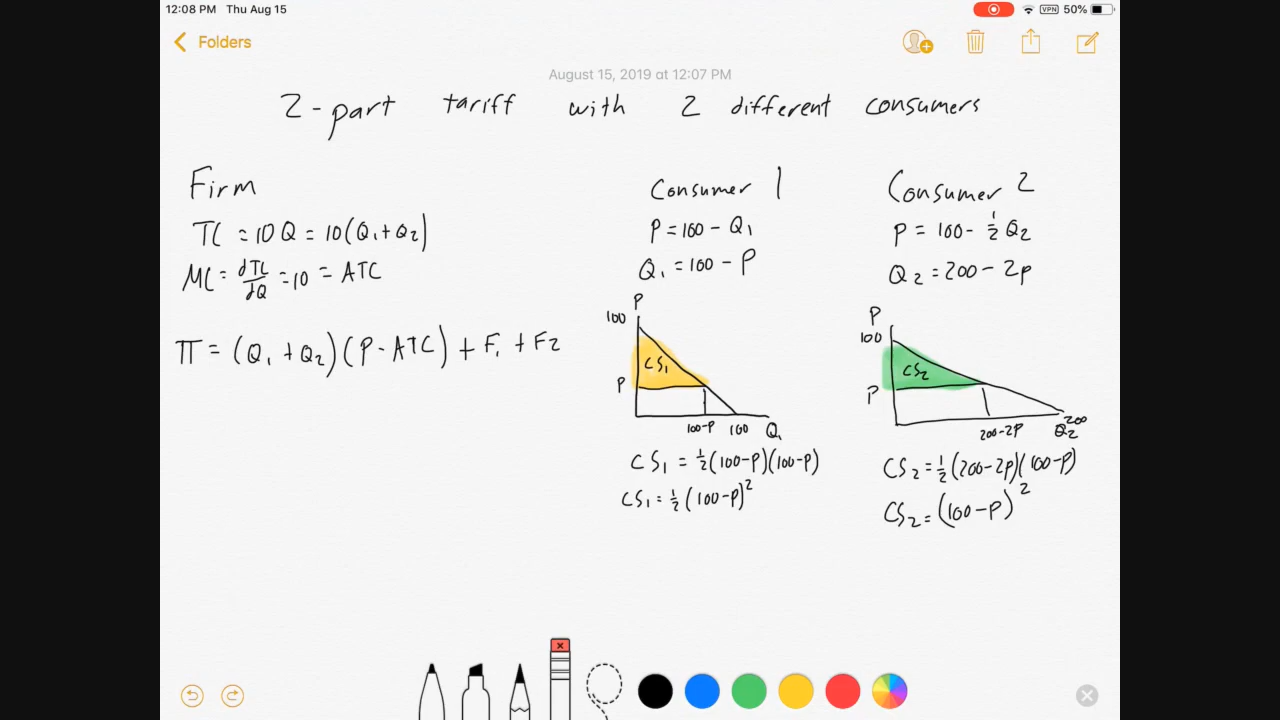 12:08 PM Thu Aug 15 VPN 50%
Folders
August 15, 2019 at 12:07 PM
2-part tariff with 2 different consumers
Firm
TC = 10Q = 10(Q₁+Q₂)
MC = dTC/dQ = 10 = ATC
π = (Q₁ + Q₂)(P - ATC) + F₁ + F2
Consumer 1
P = 100 - Q₁
Q₁ = 100 - P
P
100
CS₁
P
100-P 100 Q₁
CS₁ = ½(100-P)(100-P)
CS₁ = ½(100-P)²
Consumer 2
P = 100 - ½Q₂
Q₂ = 200 - 2P
P
100
CS₂
P
200-2P Q₂ 200
CS₂ = ½(200-2P)(100-P)
CS₂ = (100-P)²